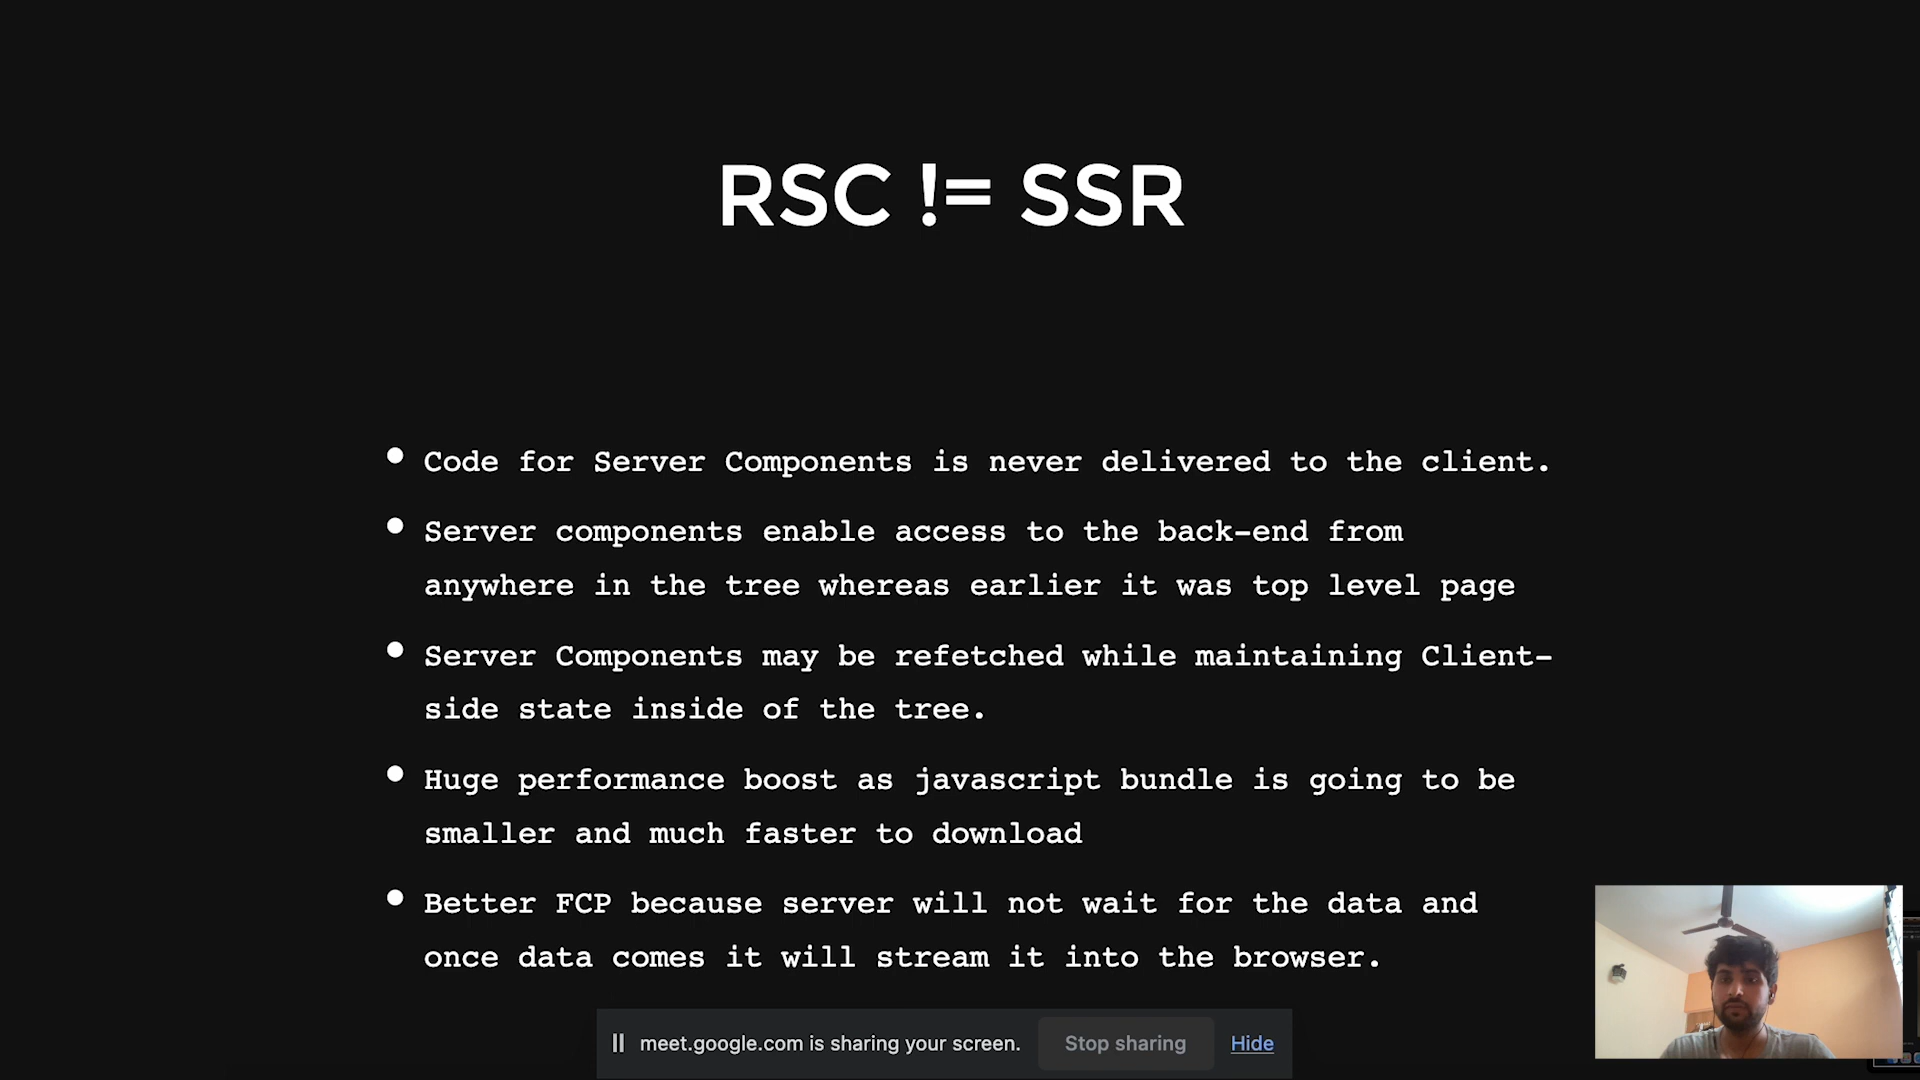 RSC != SSR
• Code for Server Components is never delivered to the client.
• Server components enable access to the back-end from
anywhere in the tree whereas earlier it was top level page
• Server Components may be refetched while maintaining Client-
side state inside of the tree.
• Huge performance boost as javascript bundle is going to be
smaller and much faster to download
• Better FCP because server will not wait for the data and
once data comes it will stream it into the browser.
meet.google.com is sharing your screen. Stop sharing Hide